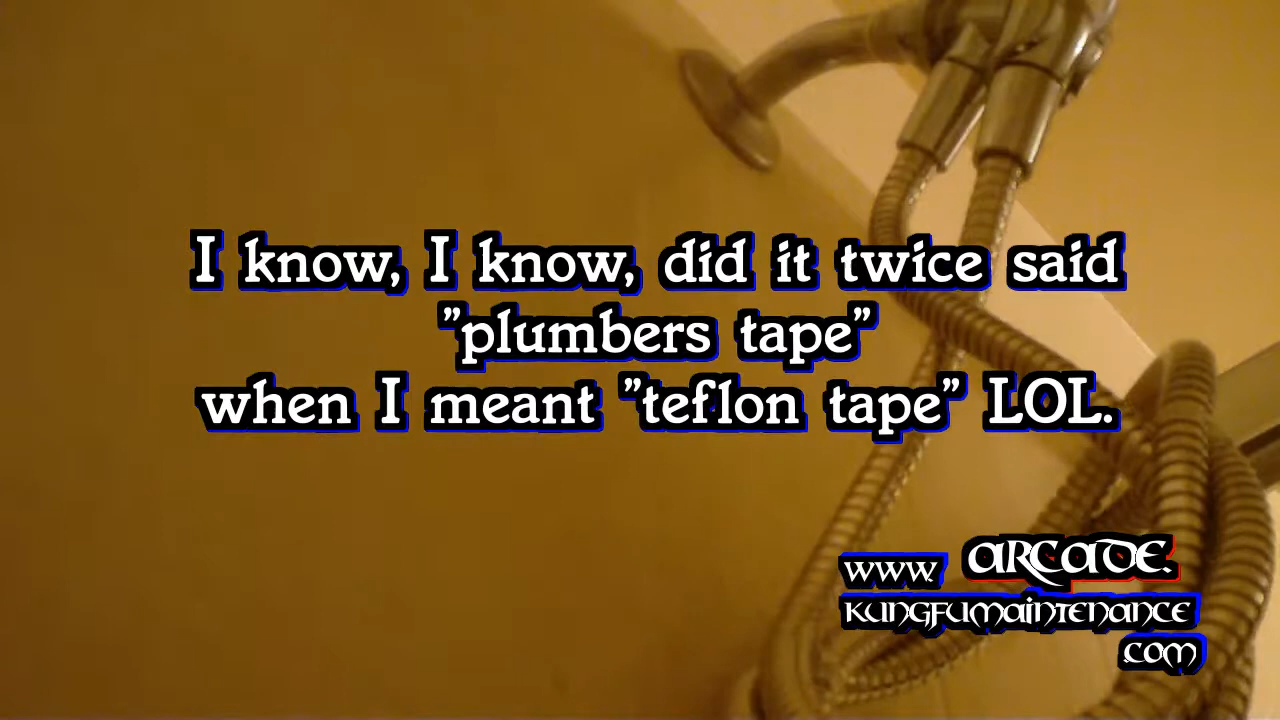 I know, I know, did it twice said
"plumbers tape"
when I meant "teflon tape" LOL.
www. ARCADE.
KUNGFUMAINTENANCE
.COM